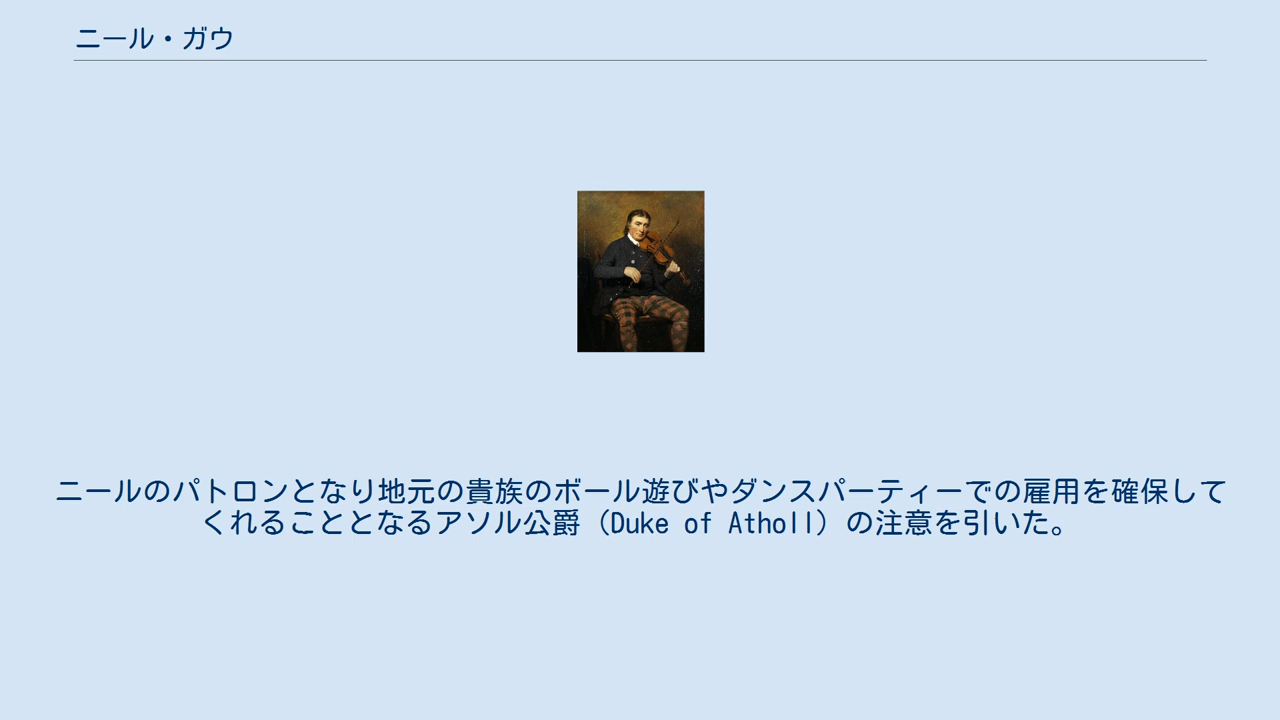 ニール・ガウ
ニールのパトロンとなり地元の貴族のボール遊びやダンスパーティーでの雇用を確保して
くれることとなるアソル公爵（Duke of Atholl）の注意を引いた。